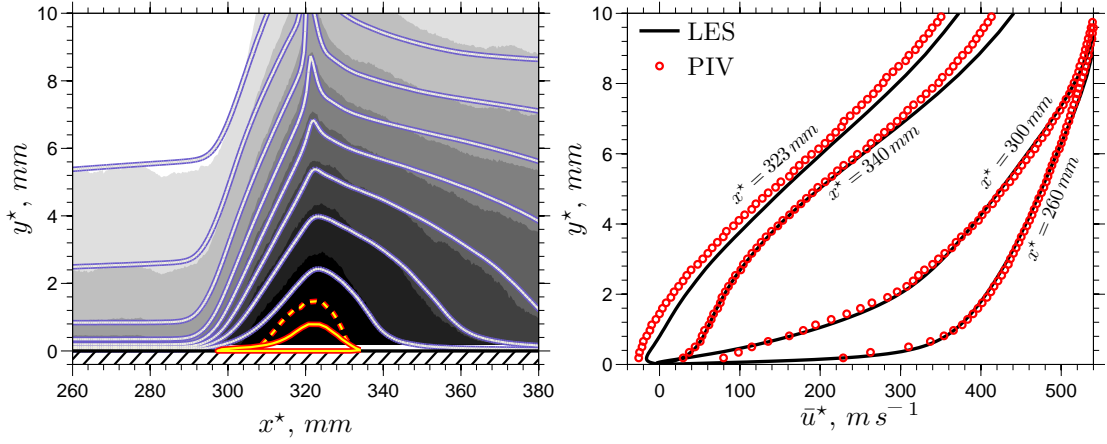 10
8
6
4
2
0
y⋆, mm
260 280 300 320 340 360 380
x⋆, mm
10
8
6
4
2
0
y⋆, mm
LES
PIV
x⋆ = 323 mm
x⋆ = 340 mm
x⋆ = 300 mm
x⋆ = 260 mm
0 100 200 300 400 500
ū⋆, m s⁻¹